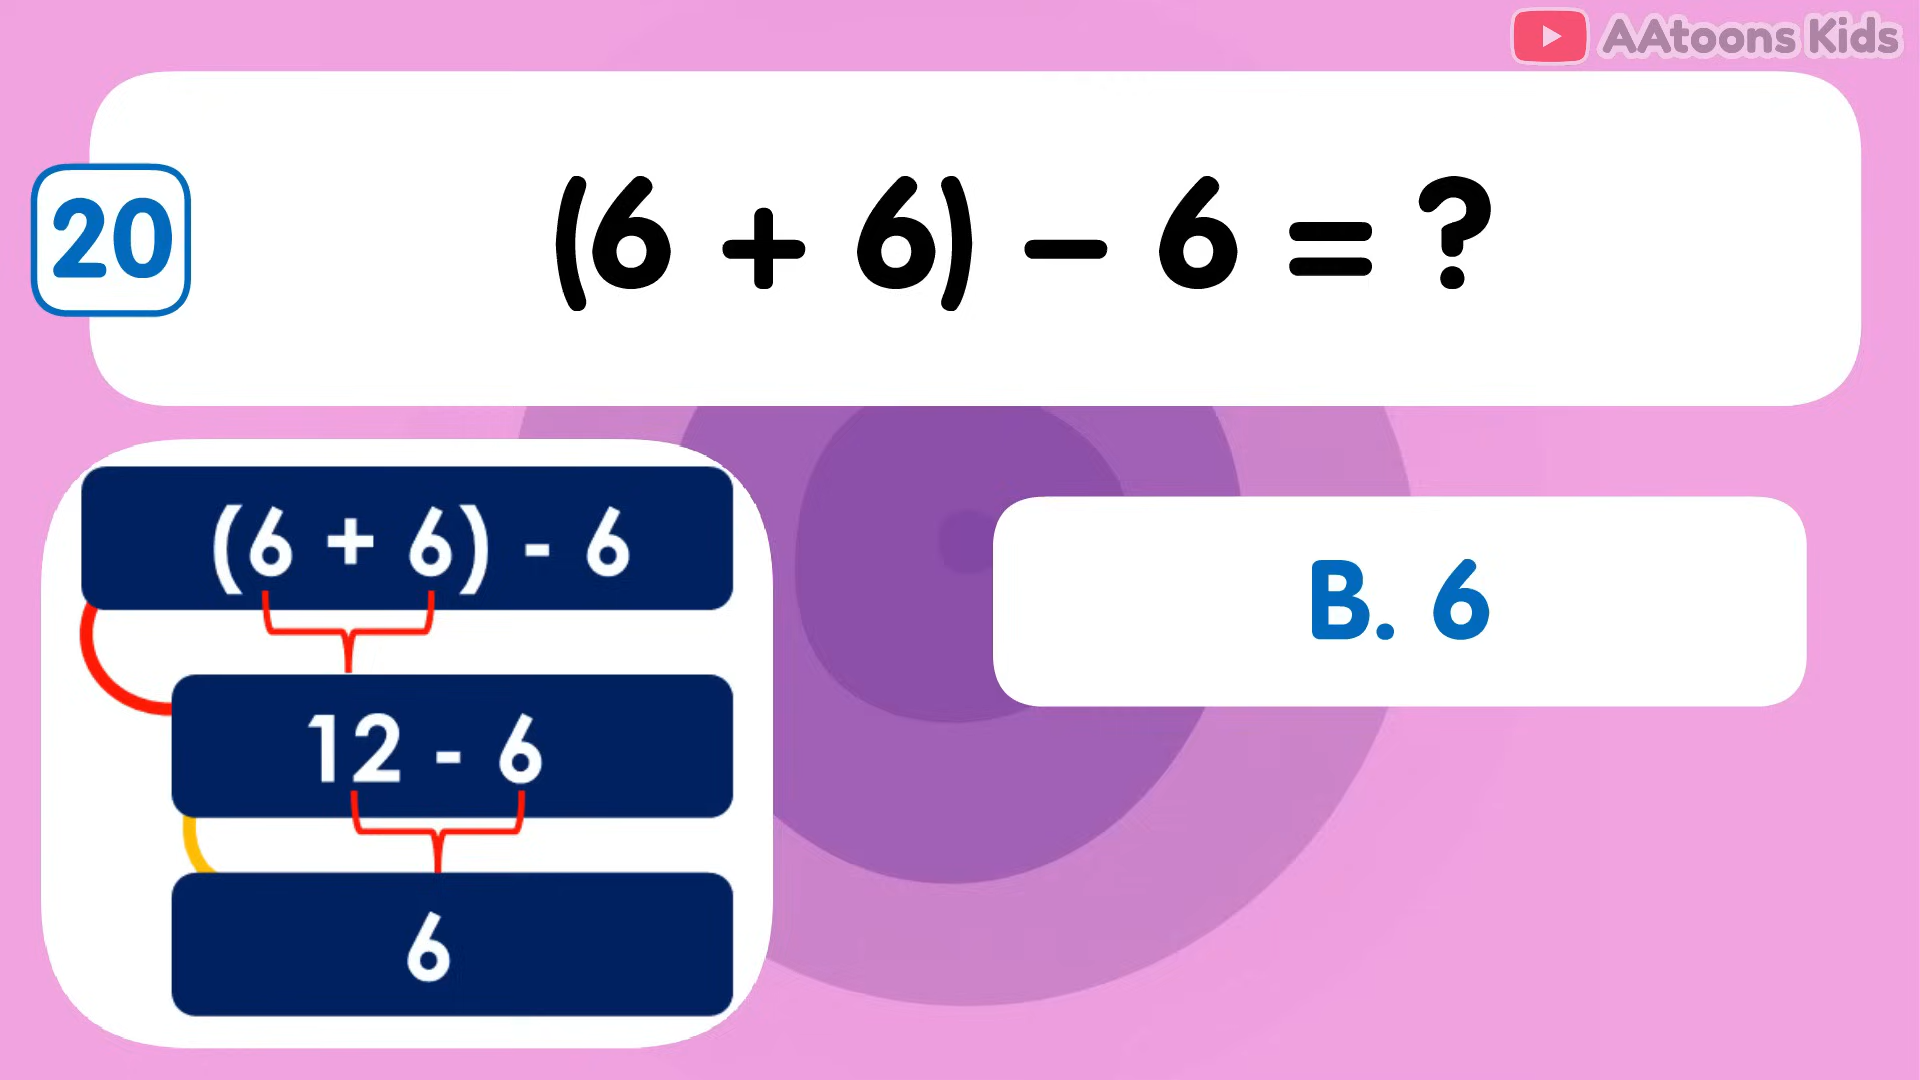 AAtoons Kids
20
(6 + 6) – 6 = ?
(6 + 6) - 6
12 - 6
6
B. 6